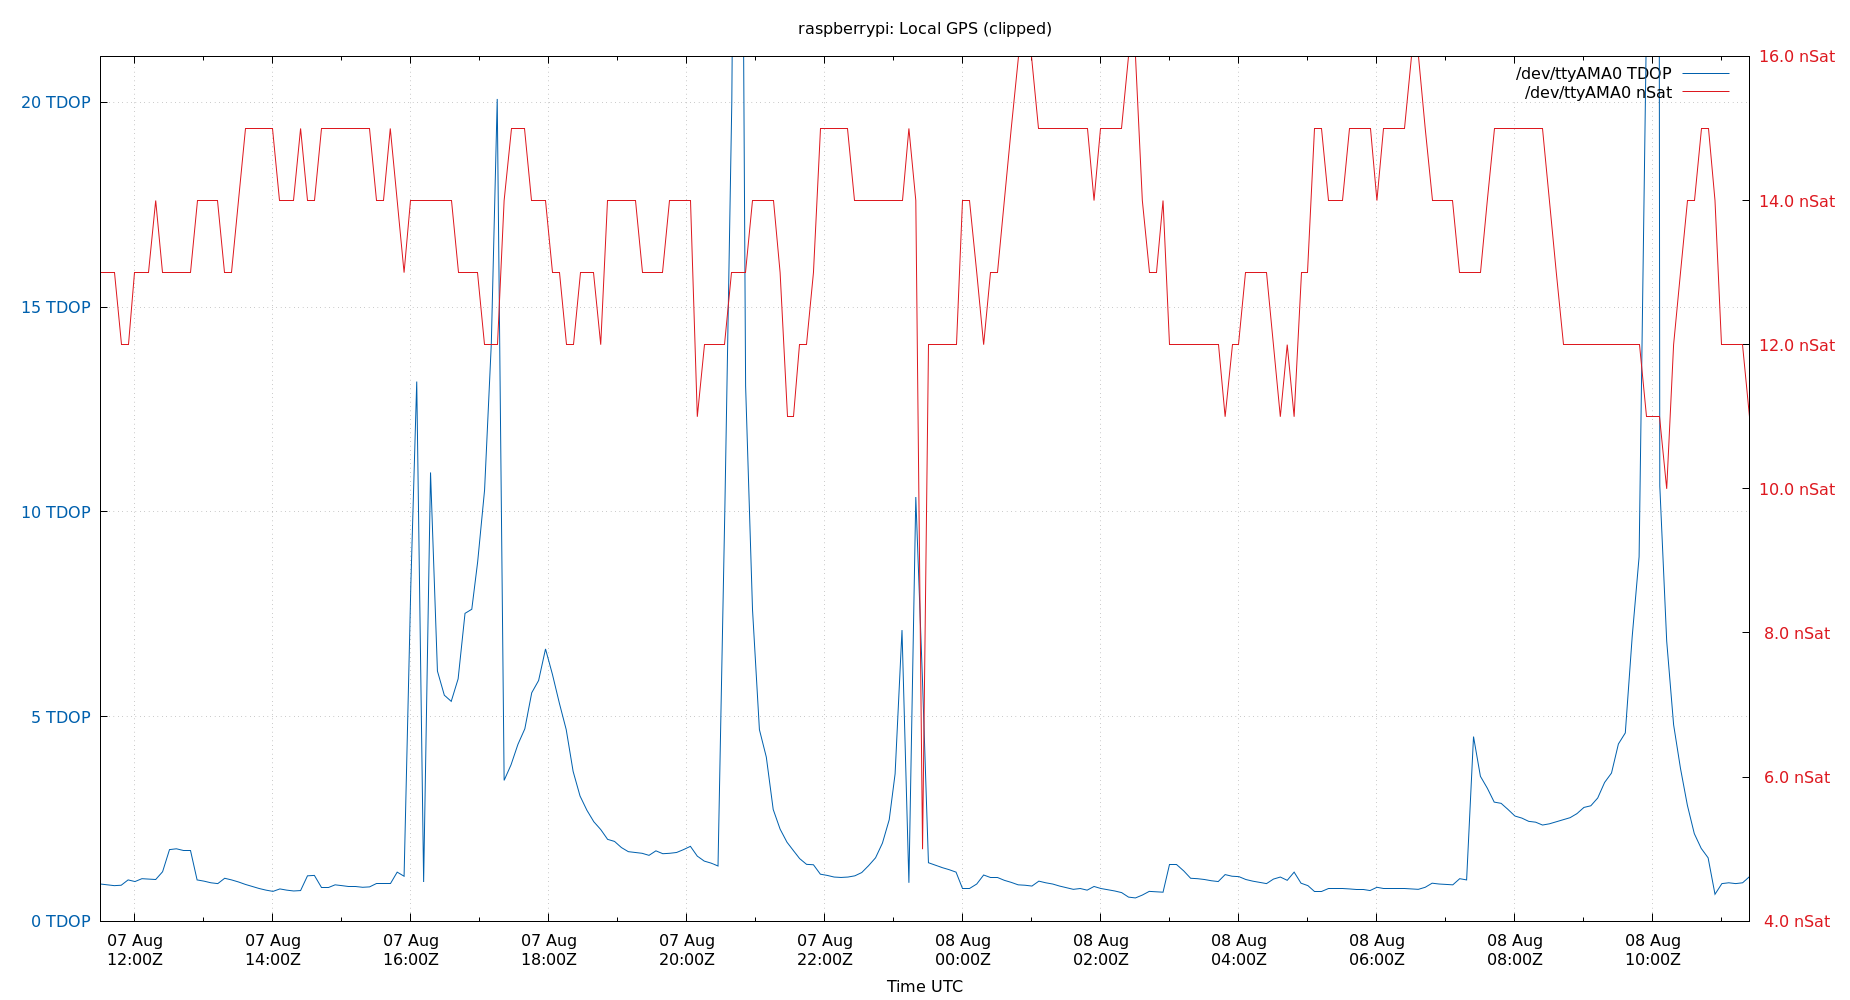 raspberrypi: Local GPS (clipped)
16.0 nSat
/dev/ttyAMA0 TDOP
/dev/ttyAMA0 nSat
20 TDOP
14.0 nSat
15 TDOP
12.0 nSat
10.0 nSat
10 TDOP
8.0 nSat
5 TDOP
6.0 nSat
0 TDOP
4.0 nSat
07 Aug 07 Aug 07 Aug 07 Aug 07 Aug 07 Aug 08 Aug 08 Aug 08 Aug 08 Aug 08 Aug 08 Aug
12:00Z 14:00Z 16:00Z 18:00Z 20:00Z 22:00Z 00:00Z 02:00Z 04:00Z 06:00Z 08:00Z 10:00Z
Time UTC